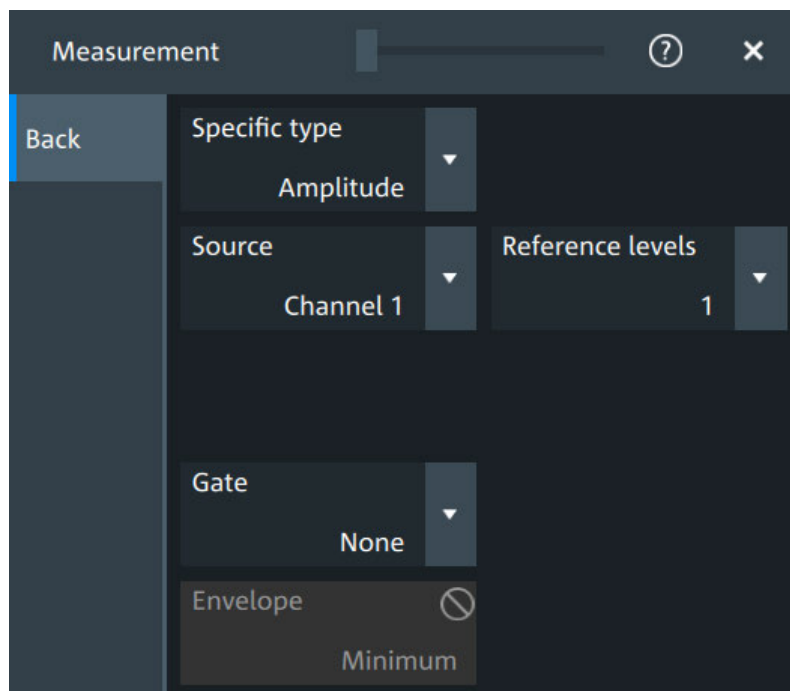 Measurement
Back
Specific type
Amplitude
Source
Channel 1
Reference levels
1
Gate
None
Envelope
Minimum